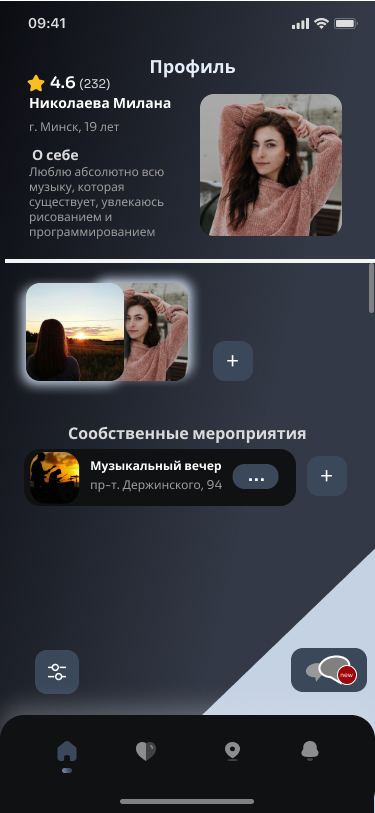 09:41
Профиль
4.6 (232)
Николаева Милана
г. Минск, 19 лет
О себе
Люблю абсолютно всю
музыку, которая
существует, увлекаюсь
рисованием и
программированием
+
Сообственные мероприятия
Музыкальный вечер
пр-т. Держинского, 94
...
+
new